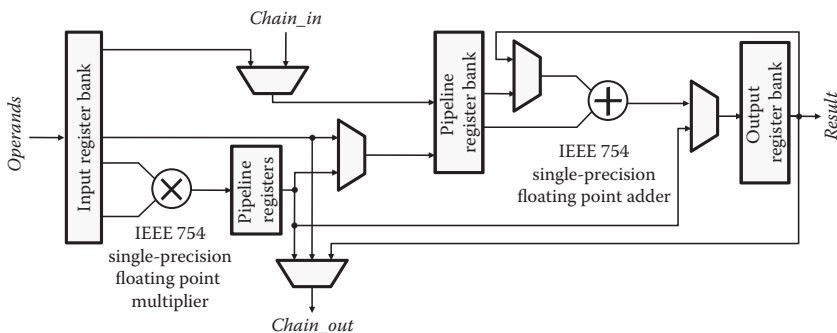 Chain_in
Operands
Input register bank
IEEE 754
single-precision
floating point
multiplier
Pipeline
registers
Chain_out
Pipeline
register bank
IEEE 754
single-precision
floating point adder
Output
register bank
Result